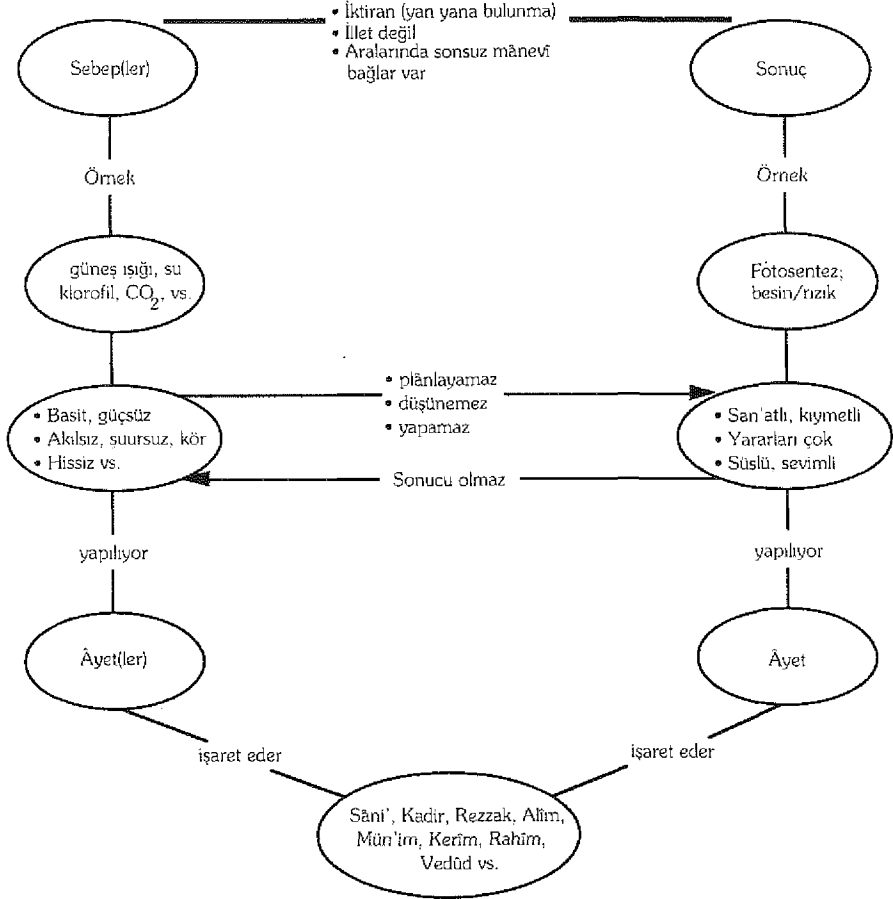 • İktiran (yan yana bulunma)
• İllet değil
• Aralarında sonsuz mânevî
bağlar var
Sebep(ler)
Sonuç
Örnek
Örnek
güneş ışığı, su
klorofil, CO2, vs.
Fotosentez;
besin/rızık
• plânlayamaz
• düşünemez
• yapamaz
• Basit, güçsüz
• Akılsız, şuursuz, kör
• Hissiz vs.
• San'atlı, kıymetli
• Yararları çok
• Süslü, sevimli
Sonucu olmaz
yapılıyor
yapılıyor
Âyet(ler)
Âyet
işaret eder
işaret eder
Sâni', Kadir, Rezzak, Alîm,
Mün'im, Kerîm, Rahîm,
Vedûd vs.